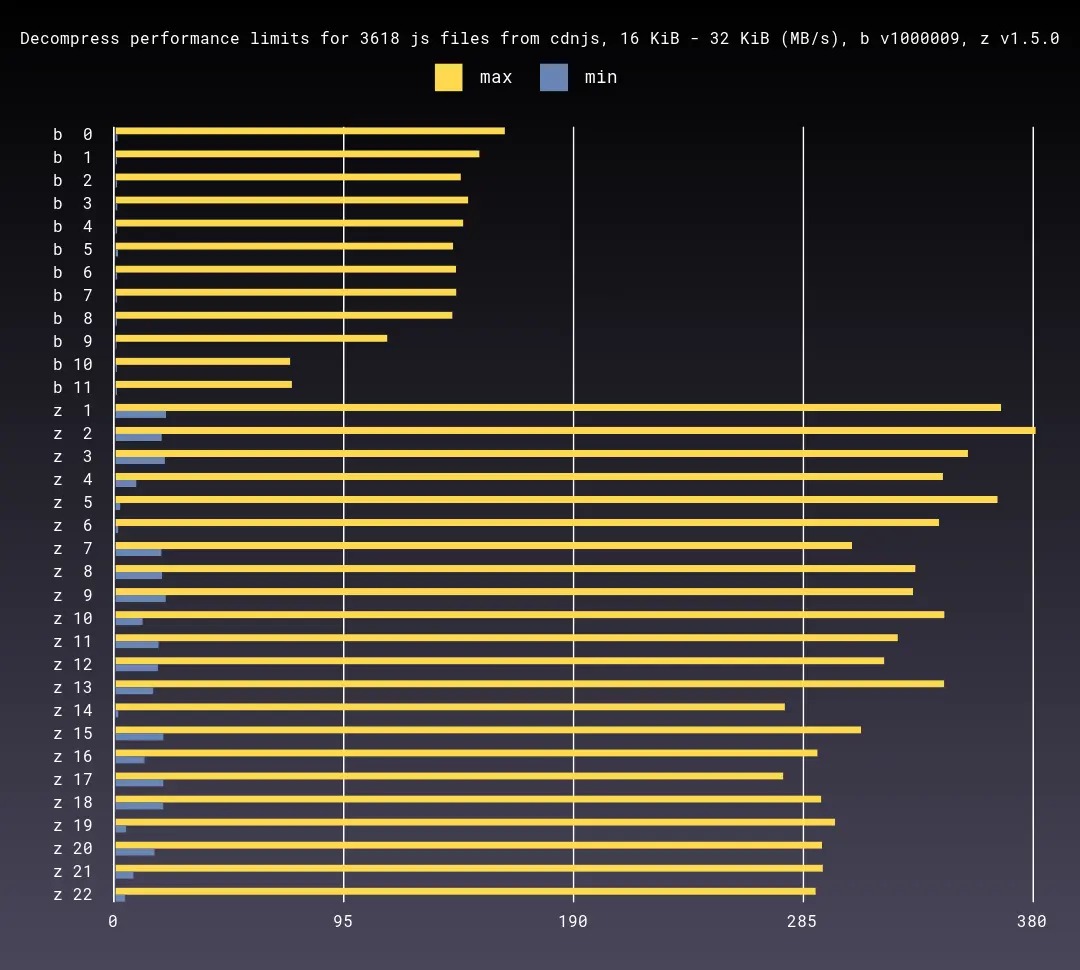 Decompress performance limits for 3618 js files from cdnjs, 16 KiB - 32 KiB (MB/s), b v1000009, z v1.5.0
max min
b 0
b 1
b 2
b 3
b 4
b 5
b 6
b 7
b 8
b 9
b 10
b 11
z 1
z 2
z 3
z 4
z 5
z 6
z 7
z 8
z 9
z 10
z 11
z 12
z 13
z 14
z 15
z 16
z 17
z 18
z 19
z 20
z 21
z 22
0 95 190 285 380